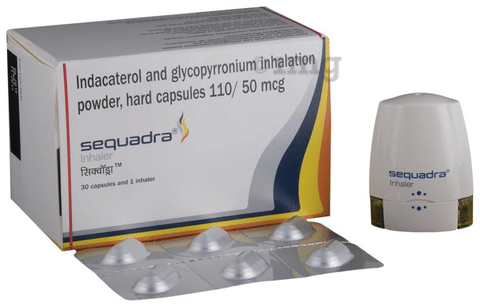 Indacaterol and glycopyrronium inhalation
powder, hard capsules 110/ 50 mcg
sequadra®
Inhaler
सिक्वॉड्रा™
30 capsules and 1 inhaler
sequadra®
Inhaler